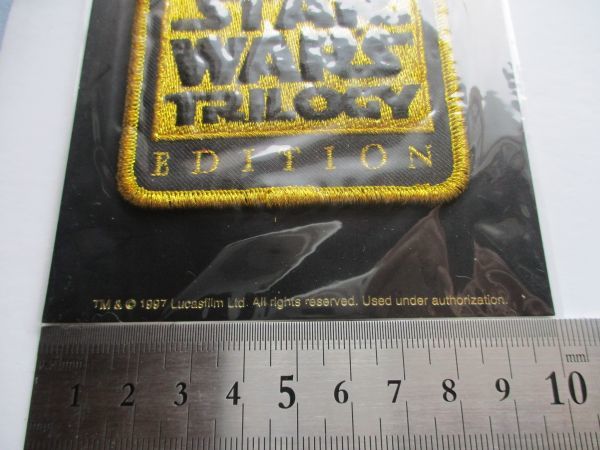 STAR
WARS
TRILOGY
EDITION
TM & © 1997 Lucasfilm Ltd. All rights reserved. Used under authorization.
mm
1 2 3 4 5 6 7 8 9 10